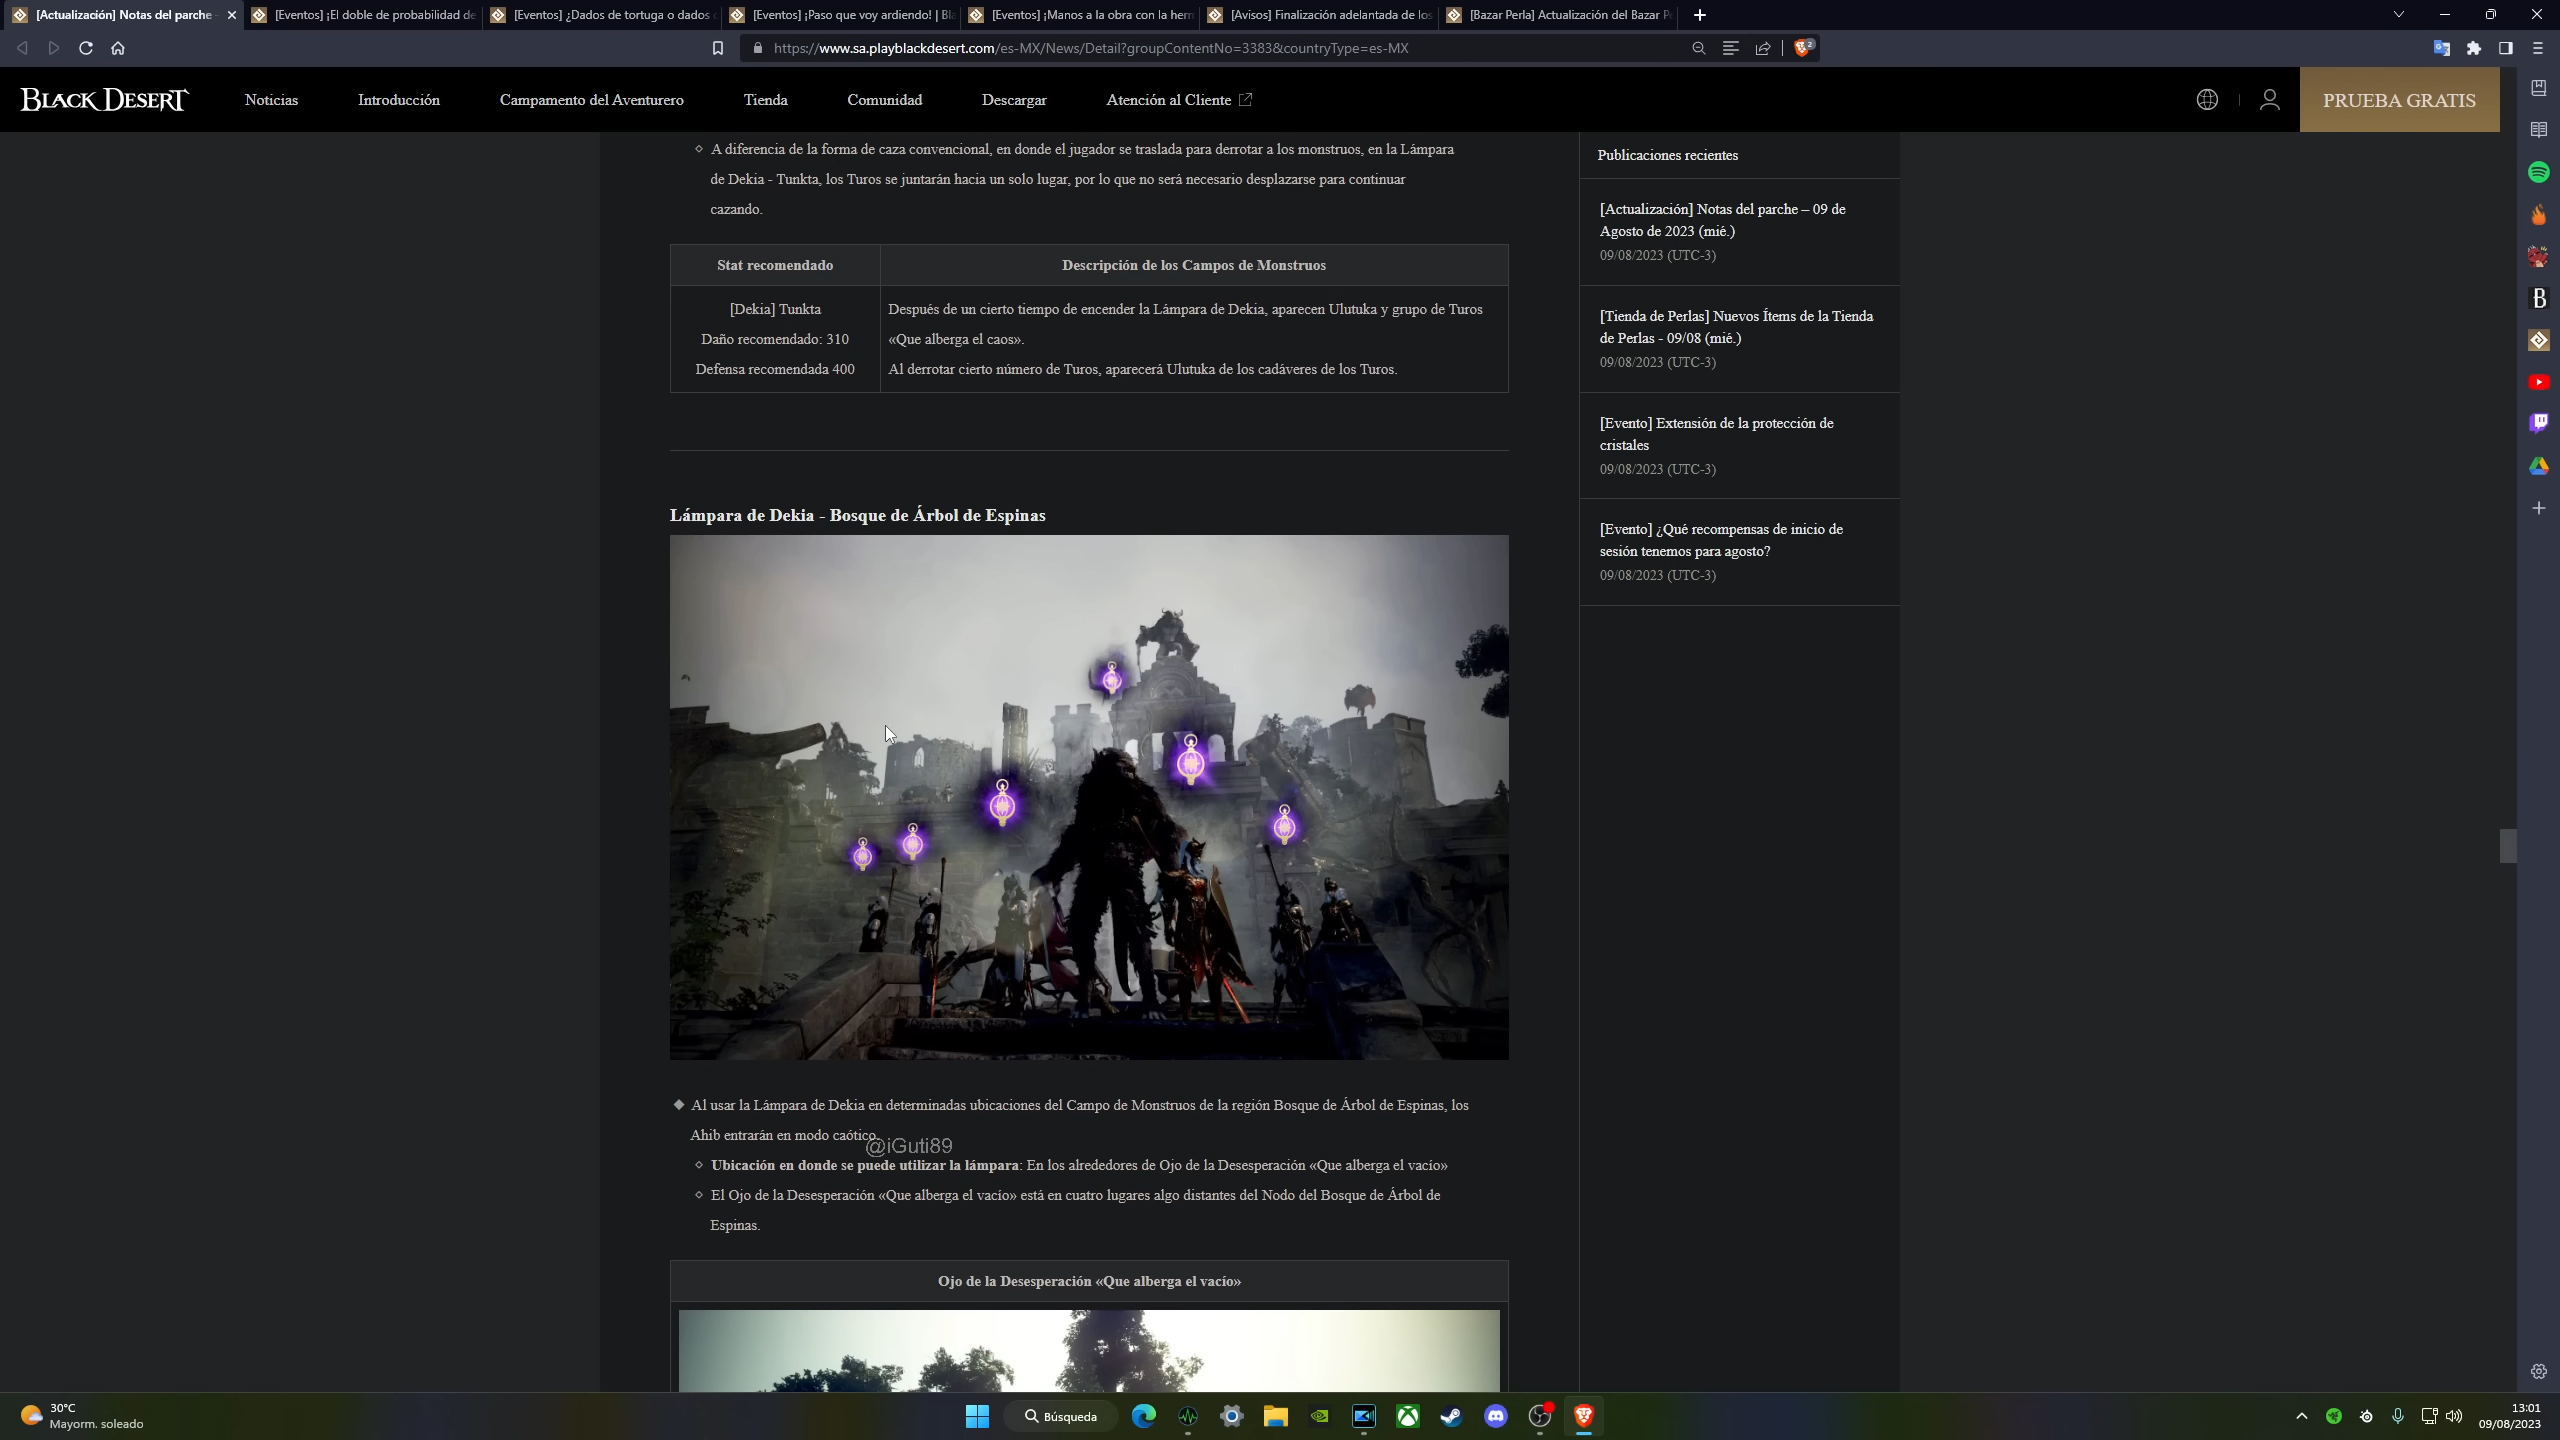 [Actualización] Notas del parche -
[Eventos] ¡El doble de probabilidad de
[Eventos] ¿Dados de tortuga o dados
[Eventos] ¡Paso que voy ardiendo! | Bl
[Eventos] ¡Manos a la obra con la herr
[Avisos] Finalización adelantada de los
[Bazar Perla] Actualización del Bazar P
https://www.sa.playblackdesert.com/es-MX/News/Detail?groupContentNo=3383&countryType=es-MX
2
BLACK DESERT
Noticias
Introducción
Campamento del Aventurero
Tienda
Comunidad
Descargar
Atención al Cliente
PRUEBA GRATIS
A diferencia de la forma de caza convencional, en donde el jugador se traslada para derrotar a los monstruos, en la Lámpara
de Dekia - Tunkta, los Turos se juntarán hacia un solo lugar, por lo que no será necesario desplazarse para continuar
cazando.
Stat recomendado
Descripción de los Campos de Monstruos
[Dekia] Tunkta
Daño recomendado: 310
Defensa recomendada 400
Después de un cierto tiempo de encender la Lámpara de Dekia, aparecen Ulutuka y grupo de Turos
«Que alberga el caos».
Al derrotar cierto número de Turos, aparecerá Ulutuka de los cadáveres de los Turos.
Lámpara de Dekia - Bosque de Árbol de Espinas
Al usar la Lámpara de Dekia en determinadas ubicaciones del Campo de Monstruos de la región Bosque de Árbol de Espinas, los
Ahib entrarán en modo caótico.
@iGuti89
Ubicación en donde se puede utilizar la lámpara: En los alrededores de Ojo de la Desesperación «Que alberga el vacío»
El Ojo de la Desesperación «Que alberga el vacío» está en cuatro lugares algo distantes del Nodo del Bosque de Árbol de
Espinas.
Ojo de la Desesperación «Que alberga el vacío»
Publicaciones recientes
[Actualización] Notas del parche – 09 de
Agosto de 2023 (mié.)
09/08/2023 (UTC-3)
[Tienda de Perlas] Nuevos Ítems de la Tienda
de Perlas - 09/08 (mié.)
09/08/2023 (UTC-3)
[Evento] Extensión de la protección de
cristales
09/08/2023 (UTC-3)
[Evento] ¿Qué recompensas de inicio de
sesión tenemos para agosto?
09/08/2023 (UTC-3)
B
30°C
Mayorm. soleado
Búsqueda
13:01
09/08/2023